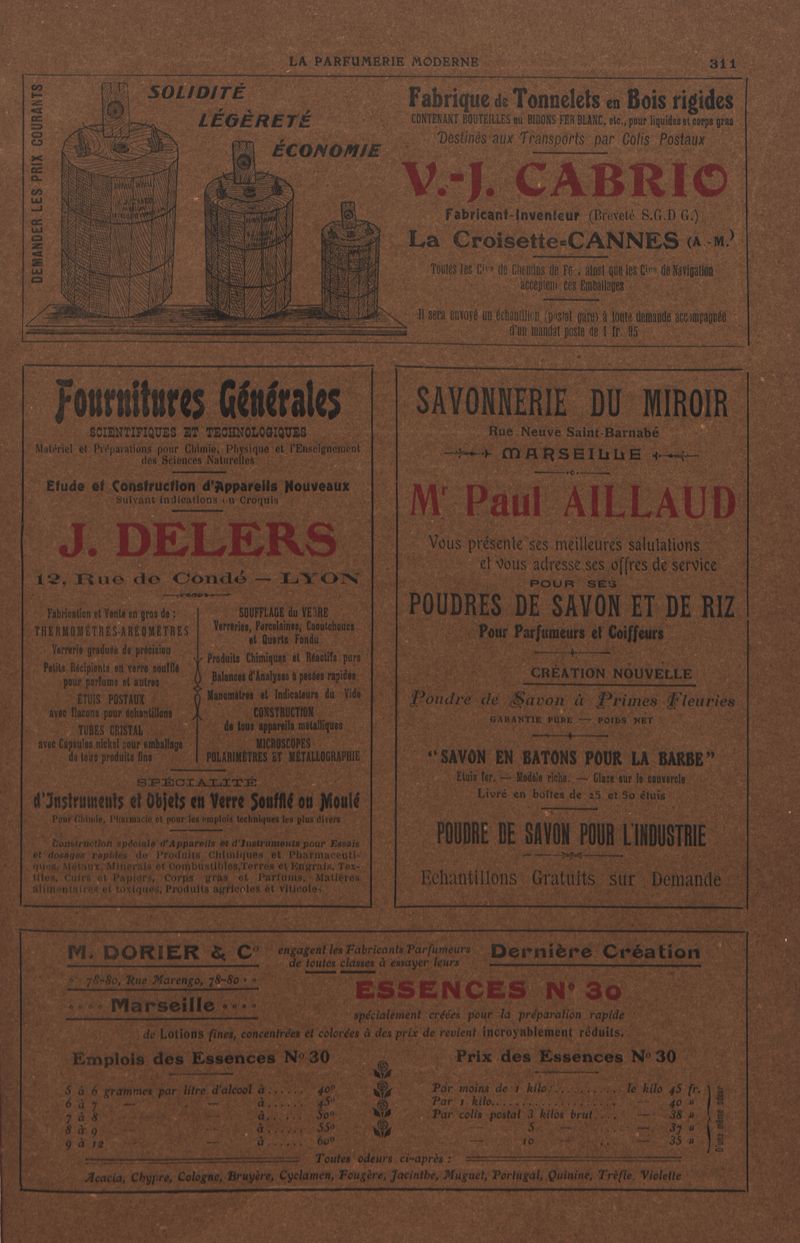 LA PARFUMERIE MODERNE
311
DEMANDER LES PRIX COURANTS
SOLIDITÉ
LÉGÈRETÉ
ÉCONOMIE
Fabrique de Tonnelets en Bois rigides
CONTENANT BOUTEILLES ou BIDONS FER BLANC, etc., pour liquides et corps gras
Destinés aux Transports par Colis Postaux
V.-J. CABRIO
Fabricant-Inventeur (Breveté S.G.D G.)
La Croisette-CANNES (A.-M.)
Toutes les Cies de Chemins de Fer, ainsi que les Cies de Navigation
acceptent ces Emballages
Il sera envoyé un échantillon (postal gare) à toute demande accompagnée
d'un mandat poste de 1 fr. 95
Fournitures Générales
SCIENTIFIQUES ET TECHNOLOGIQUES
Matériel et Préparations pour Chimie, Physique et l'Enseignement
des Sciences Naturelles
Etude et Construction d'Appareils Nouveaux
Suivant indications ou Croquis
J. DELERS
12, Rue de Condé — LYON
Fabrication et Vente en gros de :
THERMOMÈTRES-ARÉOMÈTRES
Verrerie graduée de précision
Petits Récipients en verre soufflé
pour parfums et autres
ÉTUIS POSTAUX
avec flacons pour échantillons
TUBES CRISTAL
avec Capsules nickel pour emballage
de tous produits fins
SOUFFLAGE du VERRE
Verreries, Porcelaines, Caoutchoucs
et Quartz Fondu
Produits Chimiques et Réactifs purs
Balances d'Analyses à pesées rapides
Manomètres et Indicateurs du Vide
CONSTRUCTION
de tous appareils métalliques
MICROSCOPES
POLARIMÈTRES ET MÉTALLOGRAPHIE
SPÉCIALITÉ
d'Instruments et Objets en Verre Soufflé ou Moulé
Pour Chimie, Pharmacie et pour les emplois techniques les plus divers
Construction spéciale d'Appareils et d'Instruments pour Essais
et dosages rapides de Produits Chimiques et Pharmaceuti-
ques, Métaux, Minerais et Combustibles, Terres et Engrais, Tex-
tiles, Cuirs et Papiers, Corps gras et Parfums, Matières
alimentaires et toxiques, Produits agricoles et viticoles
SAVONNERIE DU MIROIR
Rue Neuve Saint-Barnabé
MARSEILLE
Mr Paul AILLAUD
Vous présente ses meilleures salutations
et vous adresse ses offres de service
POUR SES
POUDRES DE SAVON ET DE RIZ
Pour Parfumeurs et Coiffeurs
CRÉATION NOUVELLE
Poudre de Savon à Primes Fleuries
GARANTIE PURE — POIDS NET
"SAVON EN BATONS POUR LA BARBE"
Etuis fer. — Modèle riche. — Glace sur le couvercle
Livré en boîtes de 25 et 50 étuis
POUDRE DE SAVON POUR L'INDUSTRIE
Echantillons Gratuits sur Demande
M. DORIER & Co
78-80, Rue Marengo, 78-80
Marseille
engagent les Fabricants Parfumeurs
de toutes classes à essayer leurs
Dernière Création
ESSENCES No 30
spécialement créées pour la préparation rapide
de Lotions fines, concentrées et colorées à des prix de revient incroyablement réduits.
Emplois des Essences No 30
5 à 6 grammes par litre d'alcool à...... 40o
6 à 7 — — à...... 45o
7 à 8 — — à...... 50o
8 à 9 — — à...... 55o
9 à 12 — — à...... 60o
Prix des Essences No 30
Par moins de 1 kilo............ le kilo 45 fr.
Par 1 kilo.................... — 40 »
Par colis postal 3 kilos brut.... — 38 »
— 5 — .... — 37 »
— 10 — .... — 35 »
Toutes odeurs ci-après :
Acacia, Chypre, Cologne, Bruyère, Cyclamen, Fougère, Jacinthe, Muguet, Portugal, Quinine, Trèfle, Violette